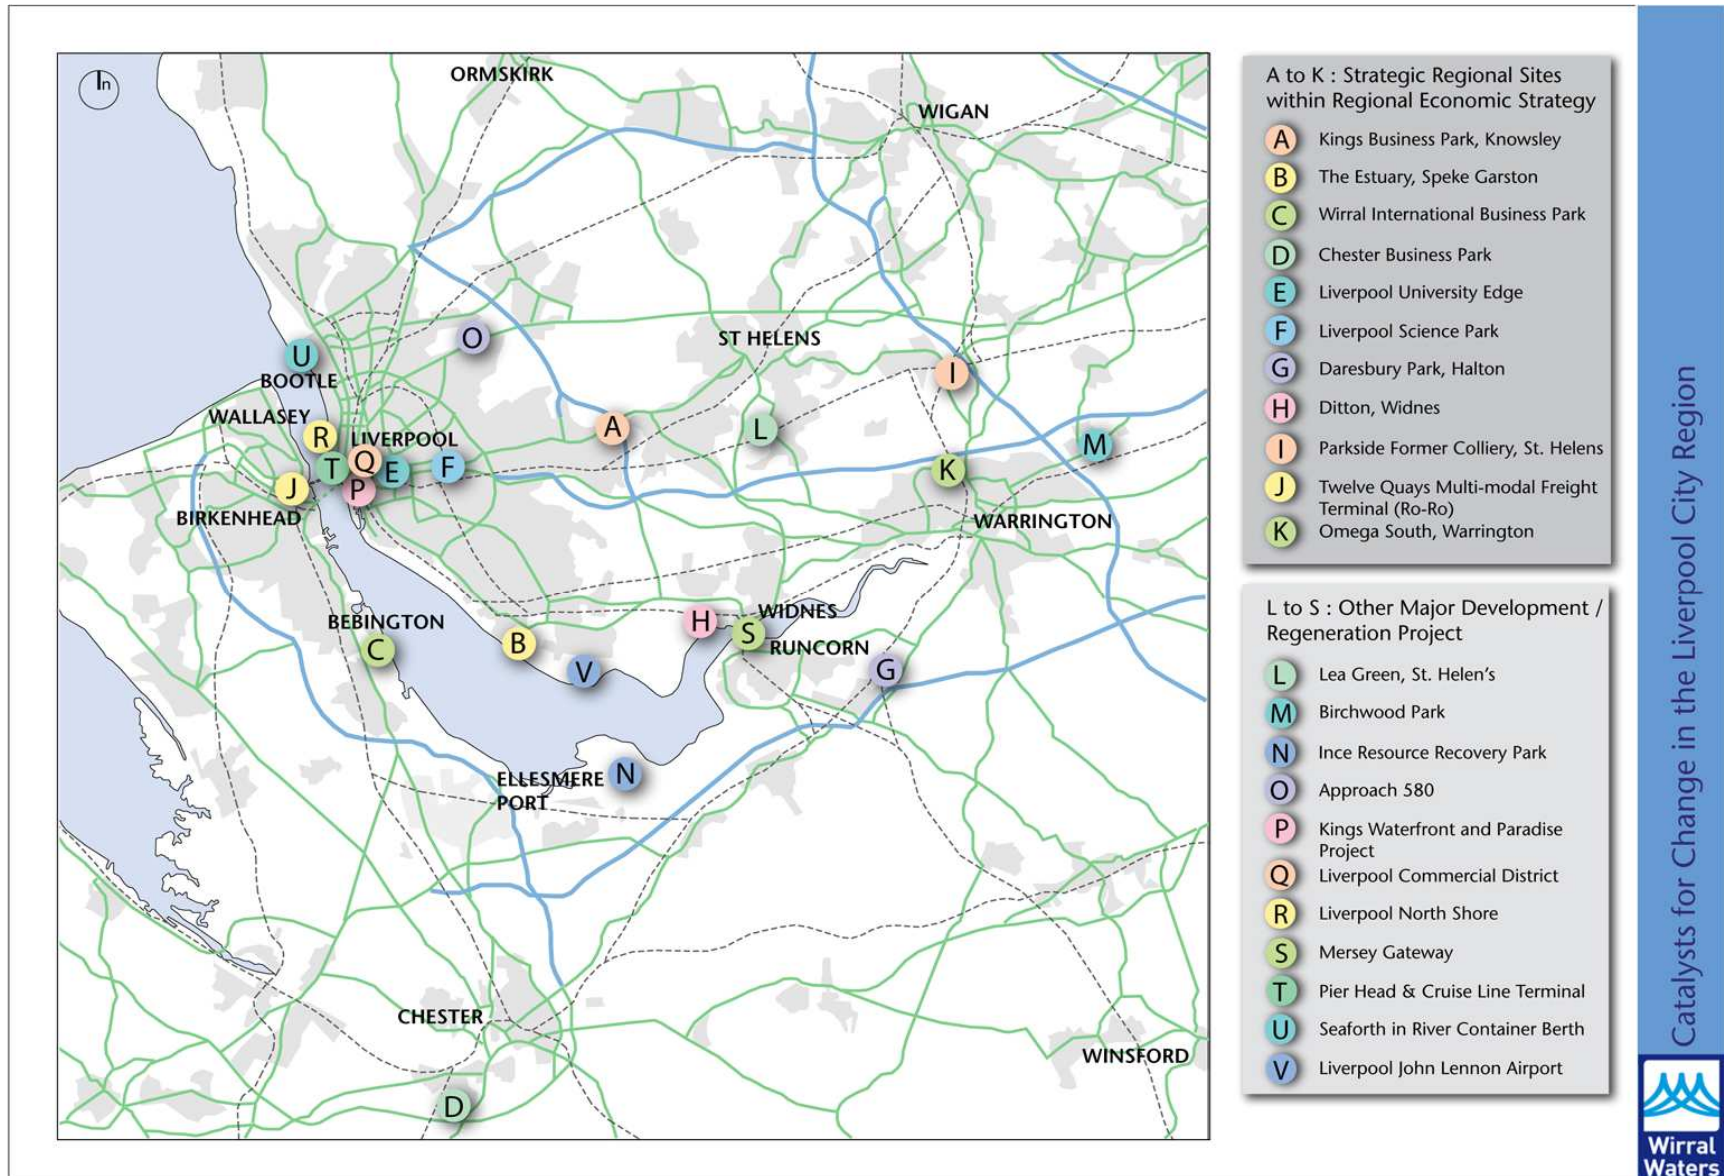 In
ORMSKIRK
WIGAN
ST HELENS
O
U
BOOTLE
I
WALLASEY
R
LIVERPOOL
A
L
M
T
Q
E
F
K
J
P
BIRKENHEAD
WARRINGTON
BEBINGTON
C
B
V
H
WIDNES
S
RUNCORN
G
ELLESMERE
PORT
N
CHESTER
WINSFORD
D
A to K : Strategic Regional Sites
within Regional Economic Strategy
A Kings Business Park, Knowsley
B The Estuary, Speke Garston
C Wirral International Business Park
D Chester Business Park
E Liverpool University Edge
F Liverpool Science Park
G Daresbury Park, Halton
H Ditton, Widnes
I Parkside Former Colliery, St. Helens
J Twelve Quays Multi-modal Freight
Terminal (Ro-Ro)
K Omega South, Warrington
L to S : Other Major Development /
Regeneration Project
L Lea Green, St. Helen's
M Birchwood Park
N Ince Resource Recovery Park
O Approach 580
P Kings Waterfront and Paradise
Project
Q Liverpool Commercial District
R Liverpool North Shore
S Mersey Gateway
T Pier Head & Cruise Line Terminal
U Seaforth in River Container Berth
V Liverpool John Lennon Airport
Catalysts for Change in the Liverpool City Region
Wirral
Waters